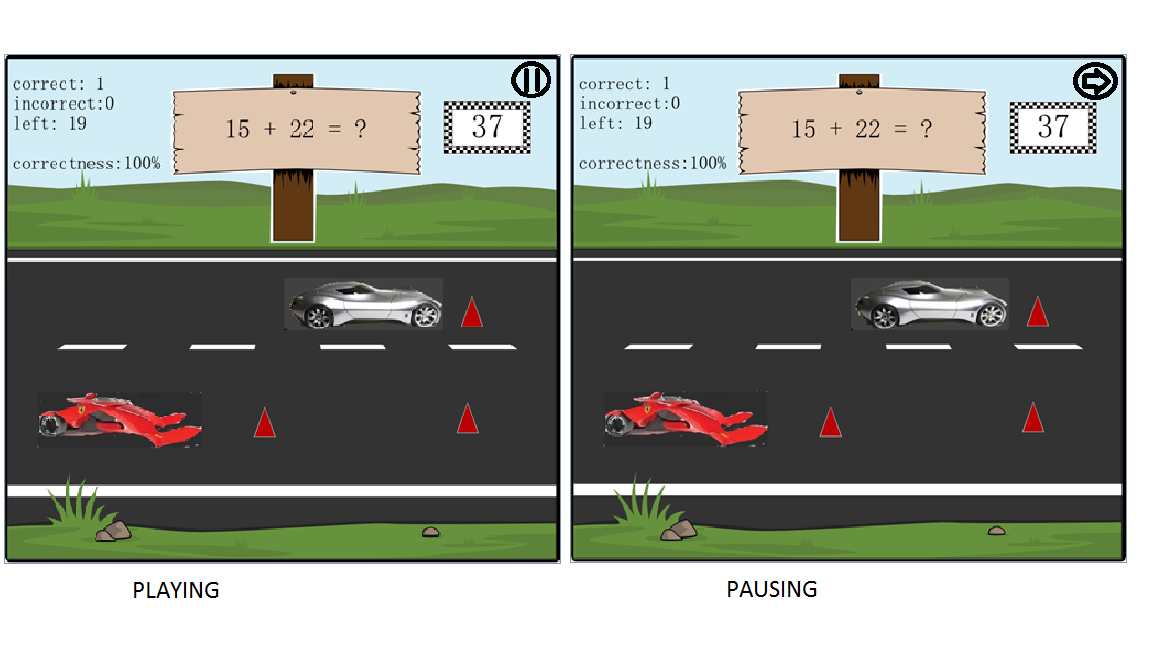 correct: 1
incorrect:0
left: 19
correctness:100%
15 + 22 = ?
37
correct: 1
incorrect:0
left: 19
correctness:100%
15 + 22 = ?
37
PLAYING
PAUSING